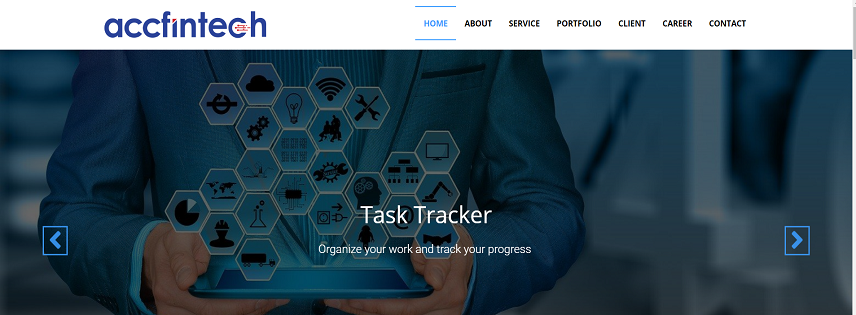 accfintech
HOME ABOUT SERVICE PORTFOLIO CLIENT CAREER CONTACT
Task Tracker
Organize your work and track your progress